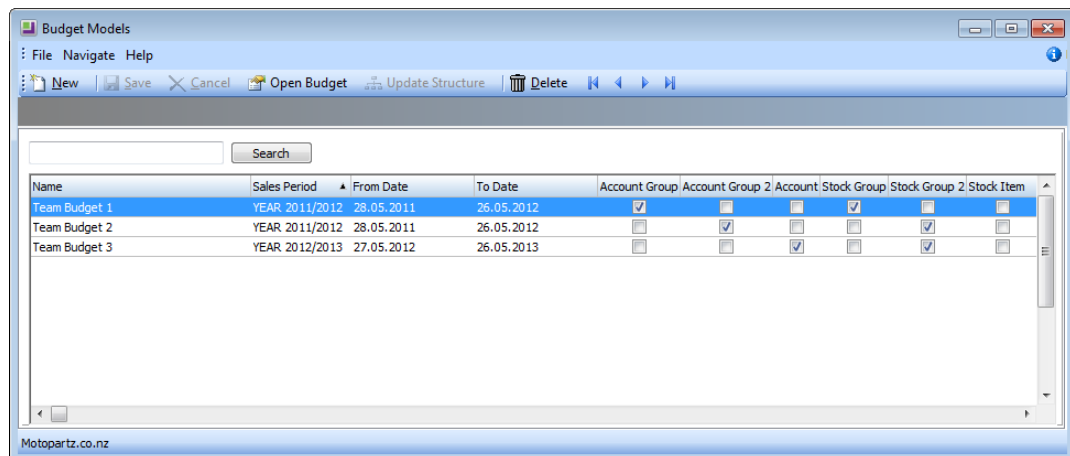 Budget Models
File Navigate Help
New Save Cancel Open Budget Update Structure Delete
Search
Name Sales Period From Date To Date Account Group Account Group 2 Account Stock Group Stock Group 2 Stock Item
Team Budget 1 YEAR 2011/2012 28.05.2011 26.05.2012
Team Budget 2 YEAR 2011/2012 28.05.2011 26.05.2012
Team Budget 3 YEAR 2012/2013 27.05.2012 26.05.2013
Motopartz.co.nz